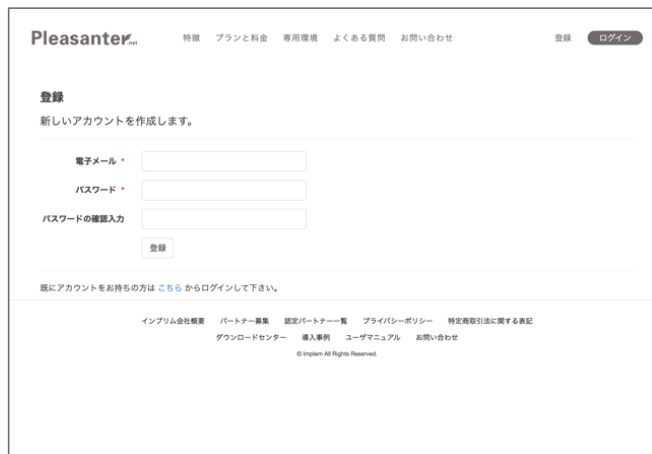 Pleasanter.net 特徴 プランと料金 専用環境 よくある質問 お問い合わせ 登録 ログイン
登録
新しいアカウントを作成します。
電子メール *
パスワード *
パスワードの確認入力
登録
既にアカウントをお持ちの方は こちら からログインして下さい。
インプリム会社概要 パートナー募集 認定パートナー一覧 プライバシーポリシー 特定商取引法に関する表記
ダウンロードセンター 導入事例 ユーザマニュアル お問い合わせ
© Implem All Rights Reserved.